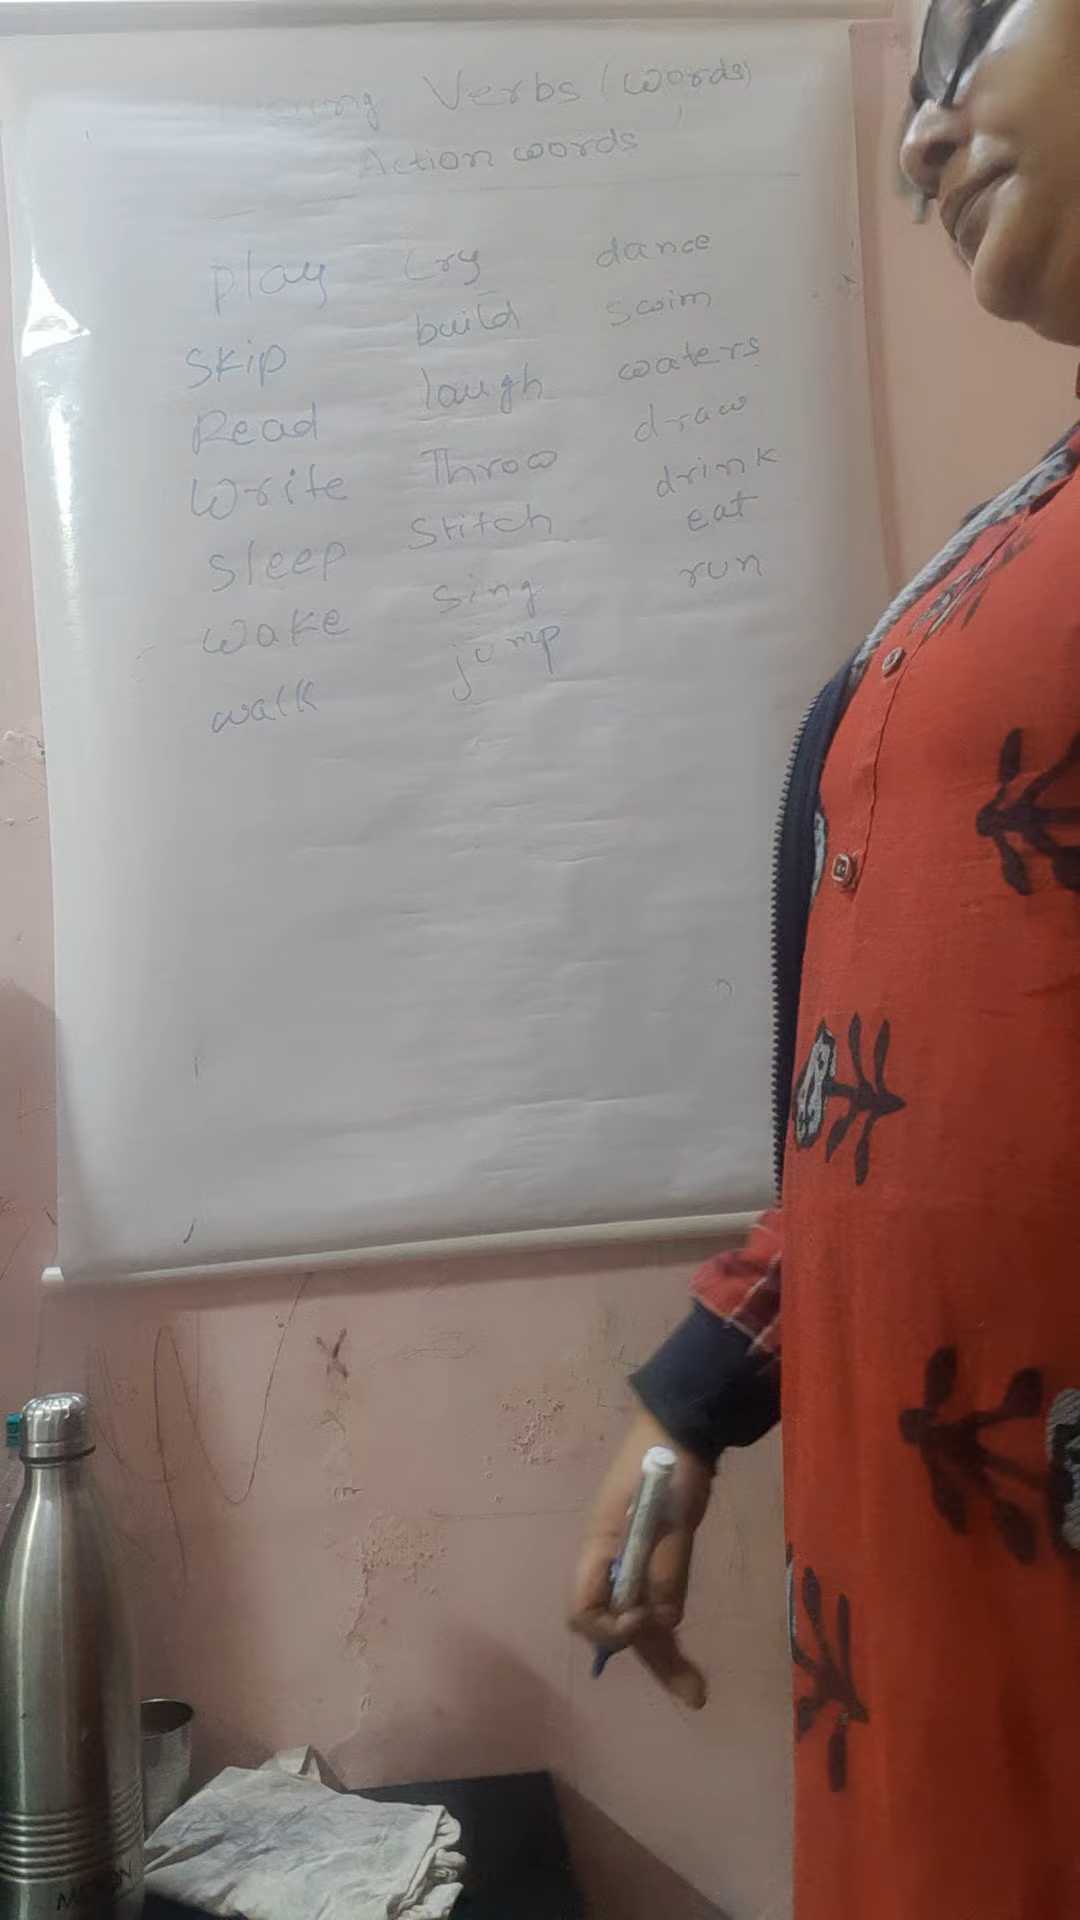 Verbs (words)
Action words
Play Cry dance
Skip build swim
Read laugh waters
Write Throw draw
Sleep Stitch drink
wake Sing eat
walk jump run